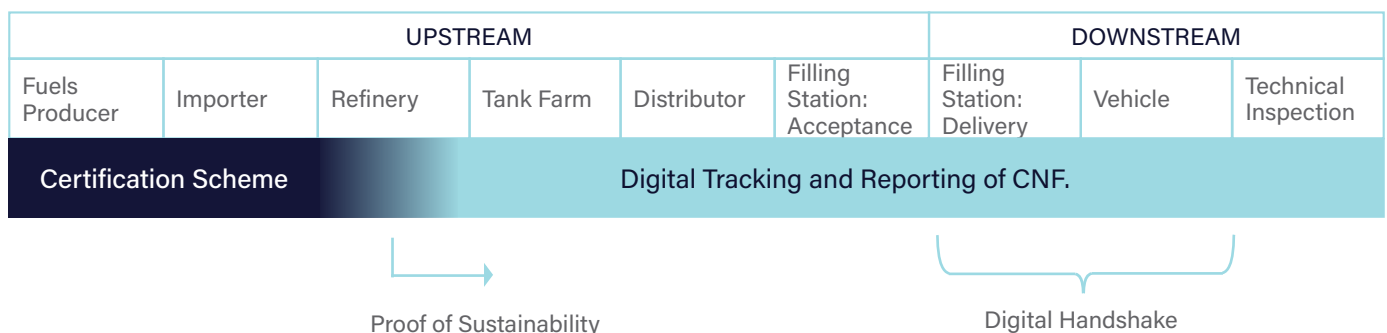 UPSTREAM
DOWNSTREAM
Fuels
Producer
Importer
Refinery
Tank Farm
Distributor
Filling
Station:
Acceptance
Filling
Station:
Delivery
Vehicle
Technical
Inspection
Certification Scheme
Digital Tracking and Reporting of CNF.
Proof of Sustainability
Digital Handshake